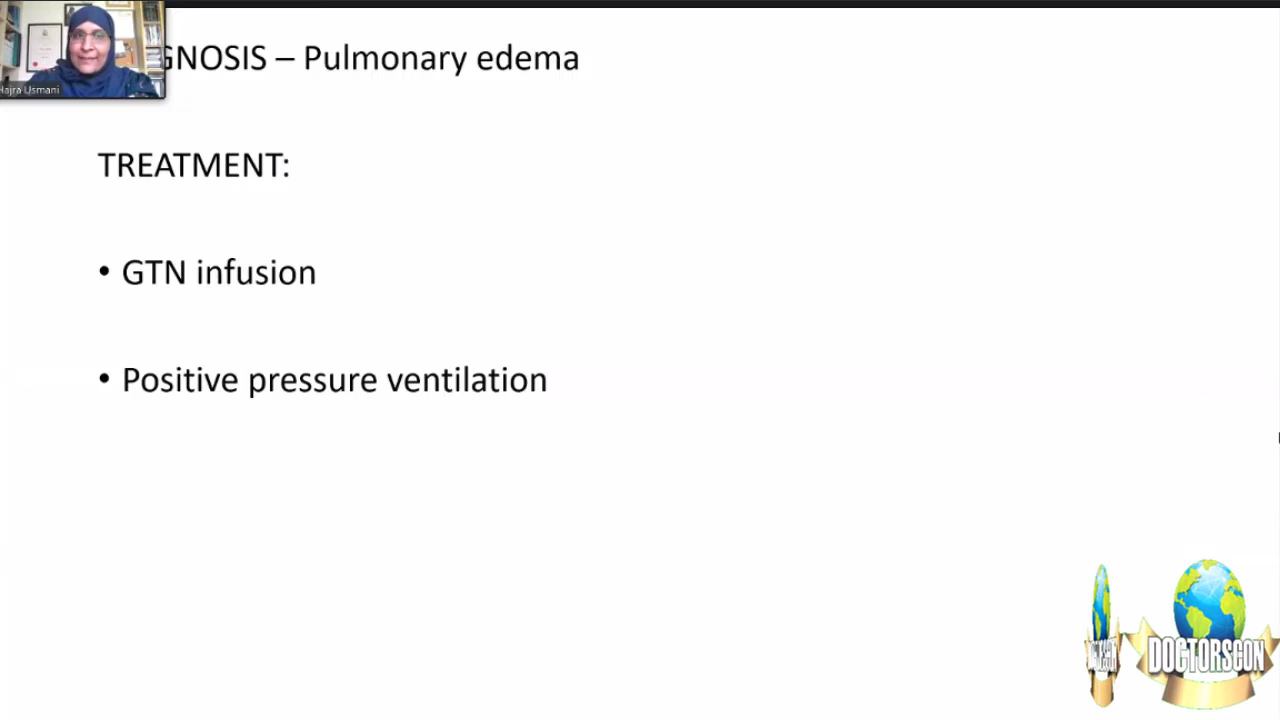 GNOSIS – Pulmonary edema
Hajra Usmani
TREATMENT:
• GTN infusion
• Positive pressure ventilation
DOCTORSCON